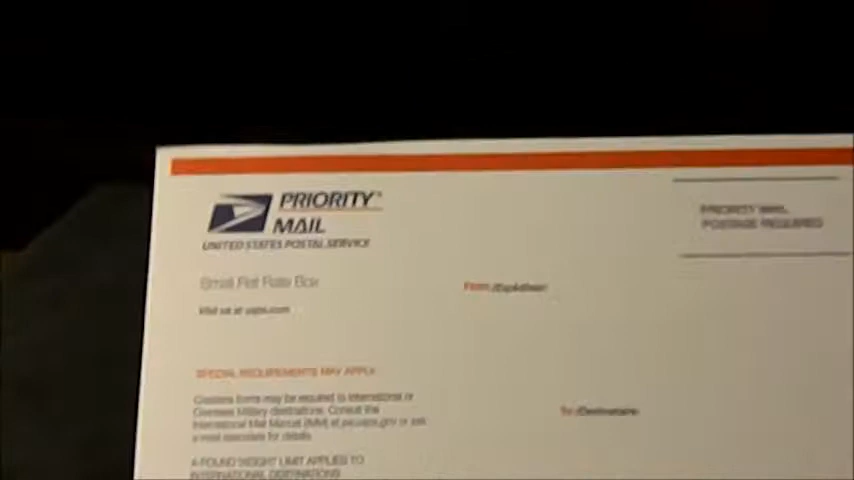 PRIORITY
MAIL
UNITED STATES POSTAL SERVICE
PRIORITY MAIL
POSTAGE REQUIRED
Small Flat Rate Box
From:/Expéditeur:
Visit us at usps.com
SPECIAL REQUIREMENTS MAY APPLY
Customs forms may be required to International or
Overseas Military destinations. Consult the
International Mail Manual (IMM) at pe.usps.gov or ask
a retail associate for details.
To:/Destinataire:
4 POUND WEIGHT LIMIT APPLIES TO
INTERNATIONAL DESTINATIONS